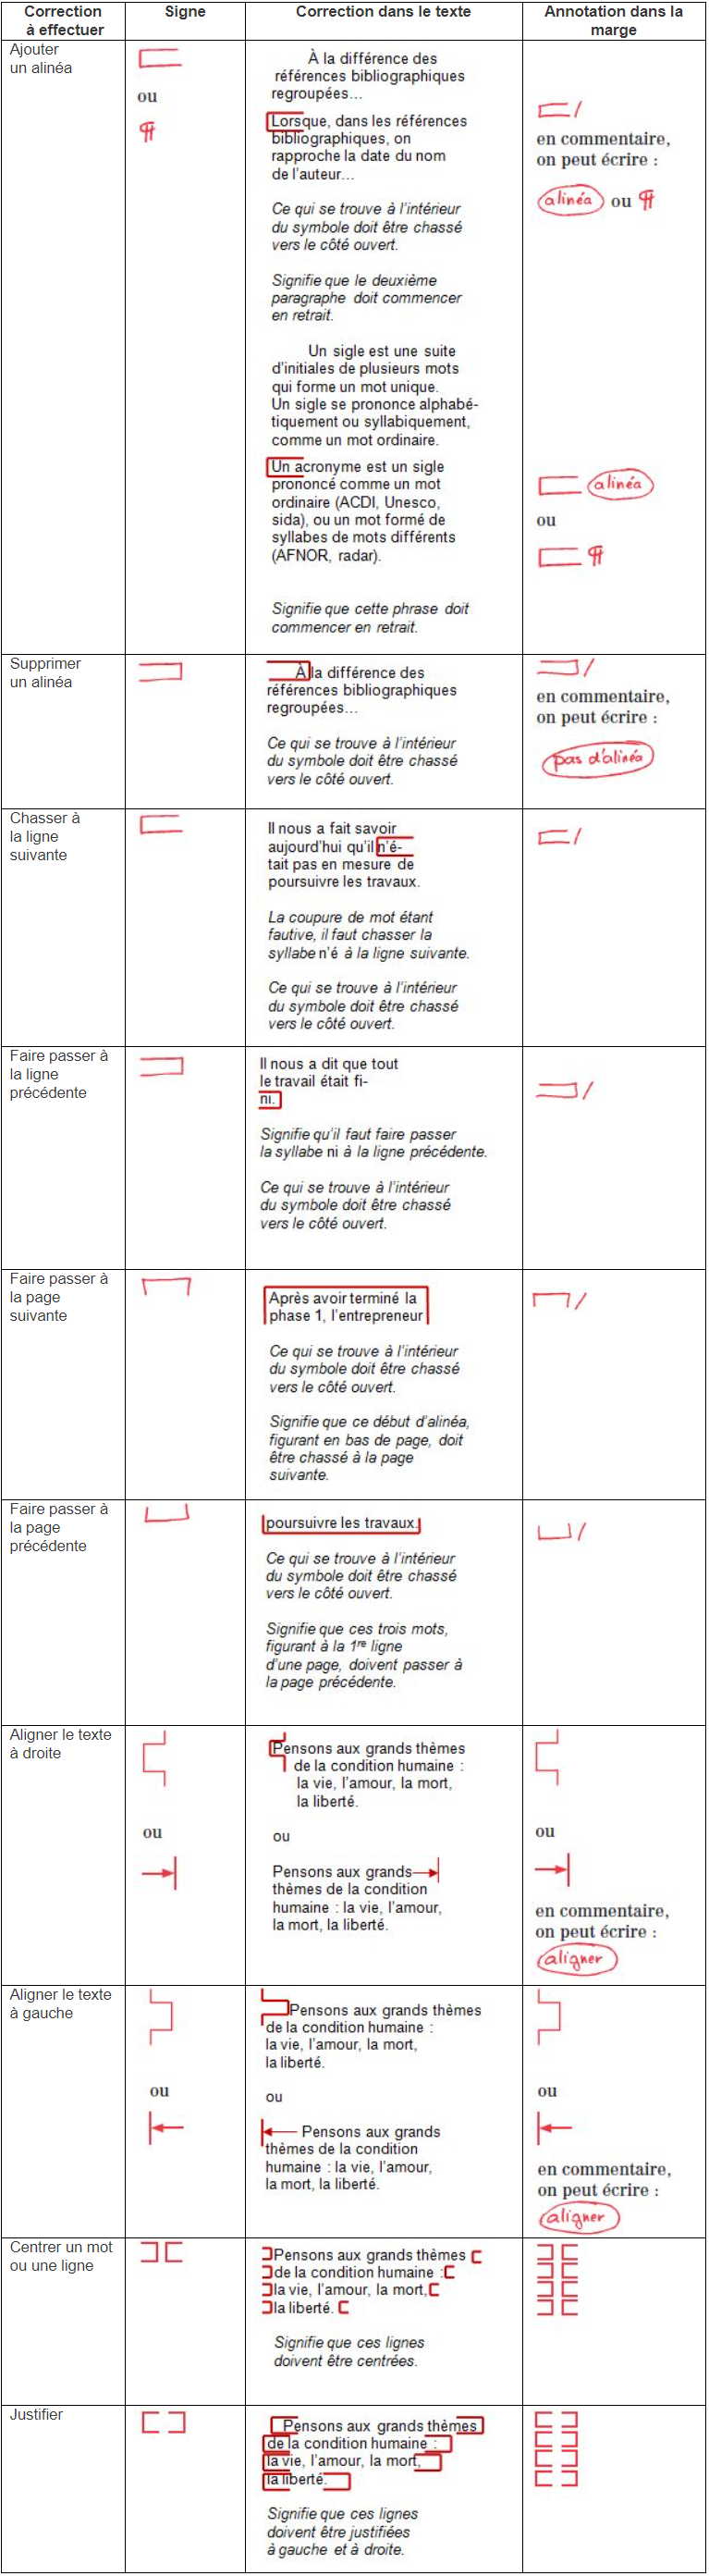 Correction
à effectuer
Signe
Correction dans le texte
Annotation dans la
marge
Ajouter
un alinéa
ou
¶
À la différence des
références bibliographiques
regroupées…
Lorsque, dans les références
bibliographiques, on
rapproche la date du nom
de l'auteur…
Ce qui se trouve à l'intérieur
du symbole doit être chassé
vers le côté ouvert.
Signifie que le deuxième
paragraphe doit commencer
en retrait.
Un sigle est une suite
d'initiales de plusieurs mots
qui forme un mot unique.
Un sigle se prononce alphabé-
tiquement ou syllabiquement,
comme un mot ordinaire.
Un acronyme est un sigle
prononcé comme un mot
ordinaire (ACDI, Unesco,
sida), ou un mot formé de
syllabes de mots différents
(AFNOR, radar).
Signifie que cette phrase doit
commencer en retrait.
/
en commentaire,
on peut écrire :
alinéa ou ¶
alinéa
ou
¶
Supprimer
un alinéa
À la différence des
références bibliographiques
regroupées…
Ce qui se trouve à l'intérieur
du symbole doit être chassé
vers le côté ouvert.
/
en commentaire,
on peut écrire :
pas d'alinéa
Chasser à
la ligne
suivante
Il nous a fait savoir
aujourd'hui qu'il n'é-
tait pas en mesure de
poursuivre les travaux.
La coupure de mot étant
fautive, il faut chasser la
syllabe n'é à la ligne suivante.
Ce qui se trouve à l'intérieur
du symbole doit être chassé
vers le côté ouvert.
/
Faire passer à
la ligne
précédente
Il nous a dit que tout
le travail était fi-
ni.
Signifie qu'il faut faire passer
la syllabe ni à la ligne précédente.
Ce qui se trouve à l'intérieur
du symbole doit être chassé
vers le côté ouvert.
/
Faire passer à
la page
suivante
Après avoir terminé la
phase 1, l'entrepreneur
Ce qui se trouve à l'intérieur
du symbole doit être chassé
vers le côté ouvert.
Signifie que ce début d'alinéa,
figurant en bas de page, doit
être chassé à la page
suivante.
/
Faire passer à
la page
précédente
poursuivre les travaux.
Ce qui se trouve à l'intérieur
du symbole doit être chassé
vers le côté ouvert.
Signifie que ces trois mots,
figurant à la 1re ligne
d'une page, doivent passer à
la page précédente.
/
Aligner le texte
à droite
ou
Pensons aux grands thèmes
de la condition humaine :
la vie, l'amour, la mort,
la liberté.
ou
Pensons aux grands
thèmes de la condition
humaine : la vie, l'amour,
la mort, la liberté.
ou
en commentaire,
on peut écrire :
aligner
Aligner le texte
à gauche
ou
Pensons aux grands thèmes
de la condition humaine :
la vie, l'amour, la mort,
la liberté.
ou
Pensons aux grands
thèmes de la condition
humaine : la vie, l'amour,
la mort, la liberté.
ou
en commentaire,
on peut écrire :
aligner
Centrer un mot
ou une ligne
Pensons aux grands thèmes
de la condition humaine :
la vie, l'amour, la mort,
la liberté.
Signifie que ces lignes
doivent être centrées.
Justifier
Pensons aux grands thèmes
de la condition humaine :
la vie, l'amour, la mort,
la liberté.
Signifie que ces lignes
doivent être justifiées
à gauche et à droite.